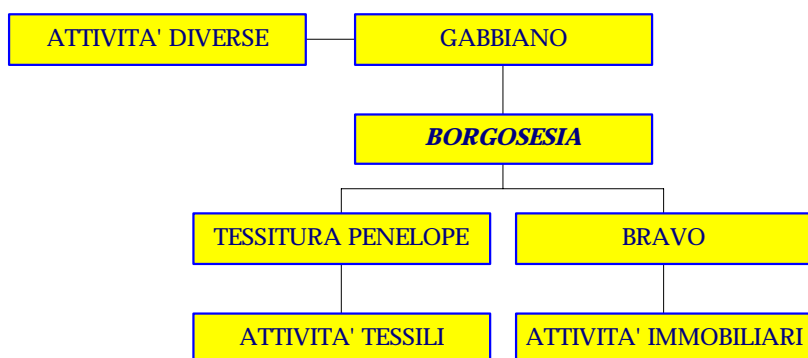 ATTIVITA' DIVERSE
GABBIANO
BORGOSESIA
TESSITURA PENELOPE
BRAVO
ATTIVITA' TESSILI
ATTIVITA' IMMOBILIARI